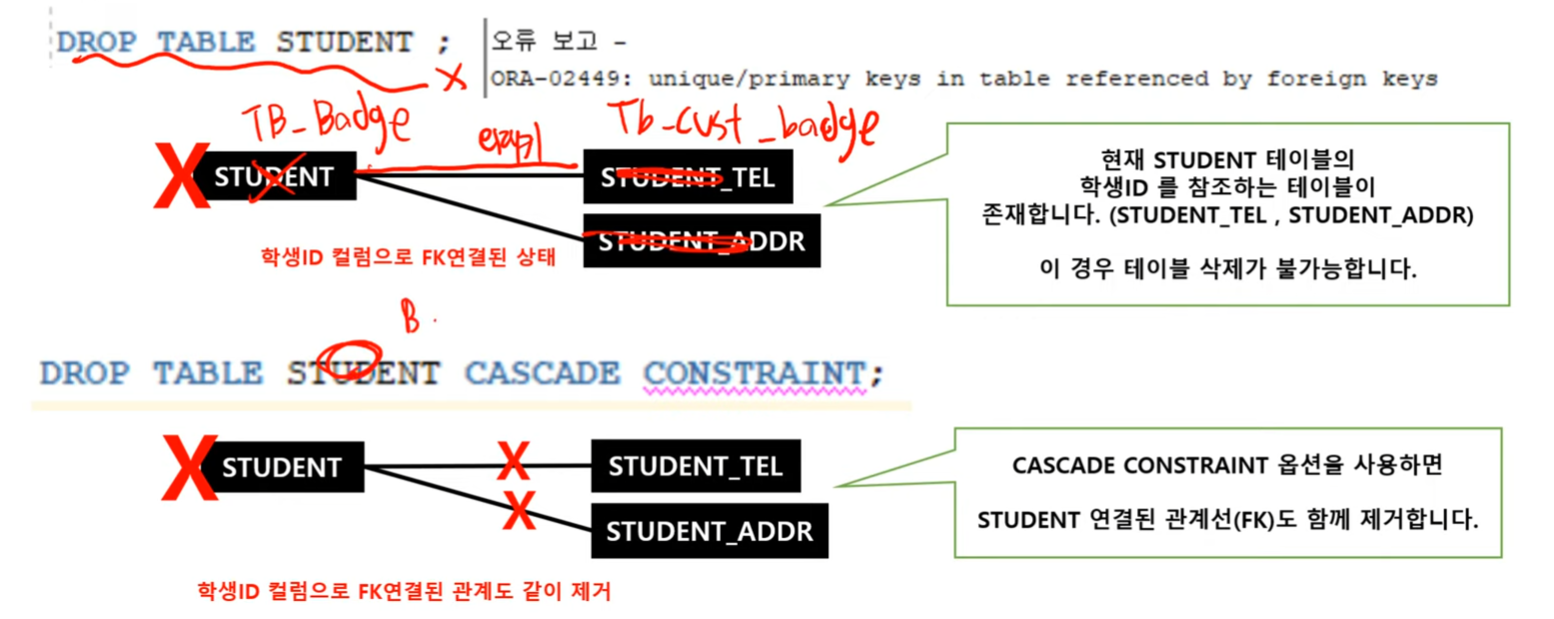 DROP TABLE STUDENT ;
오류 보고 -
ORA-02449: unique/primary keys in table referenced by foreign keys
X
TB_Badge
Tb_cust_badge
X
STUDENT
STUDENT_TEL
STUDENT_ADDR
학생ID 컬럼으로 FK연결된 상태
현재 STUDENT 테이블의
학생ID 를 참조하는 테이블이
존재합니다. (STUDENT_TEL , STUDENT_ADDR)
이 경우 테이블 삭제가 불가능합니다.
B.
DROP TABLE STUDENT CASCADE CONSTRAINT;
X
STUDENT
X
X
STUDENT_TEL
STUDENT_ADDR
학생ID 컬럼으로 FK연결된 관계도 같이 제거
CASCADE CONSTRAINT 옵션을 사용하면
STUDENT 연결된 관계선(FK)도 함께 제거합니다.